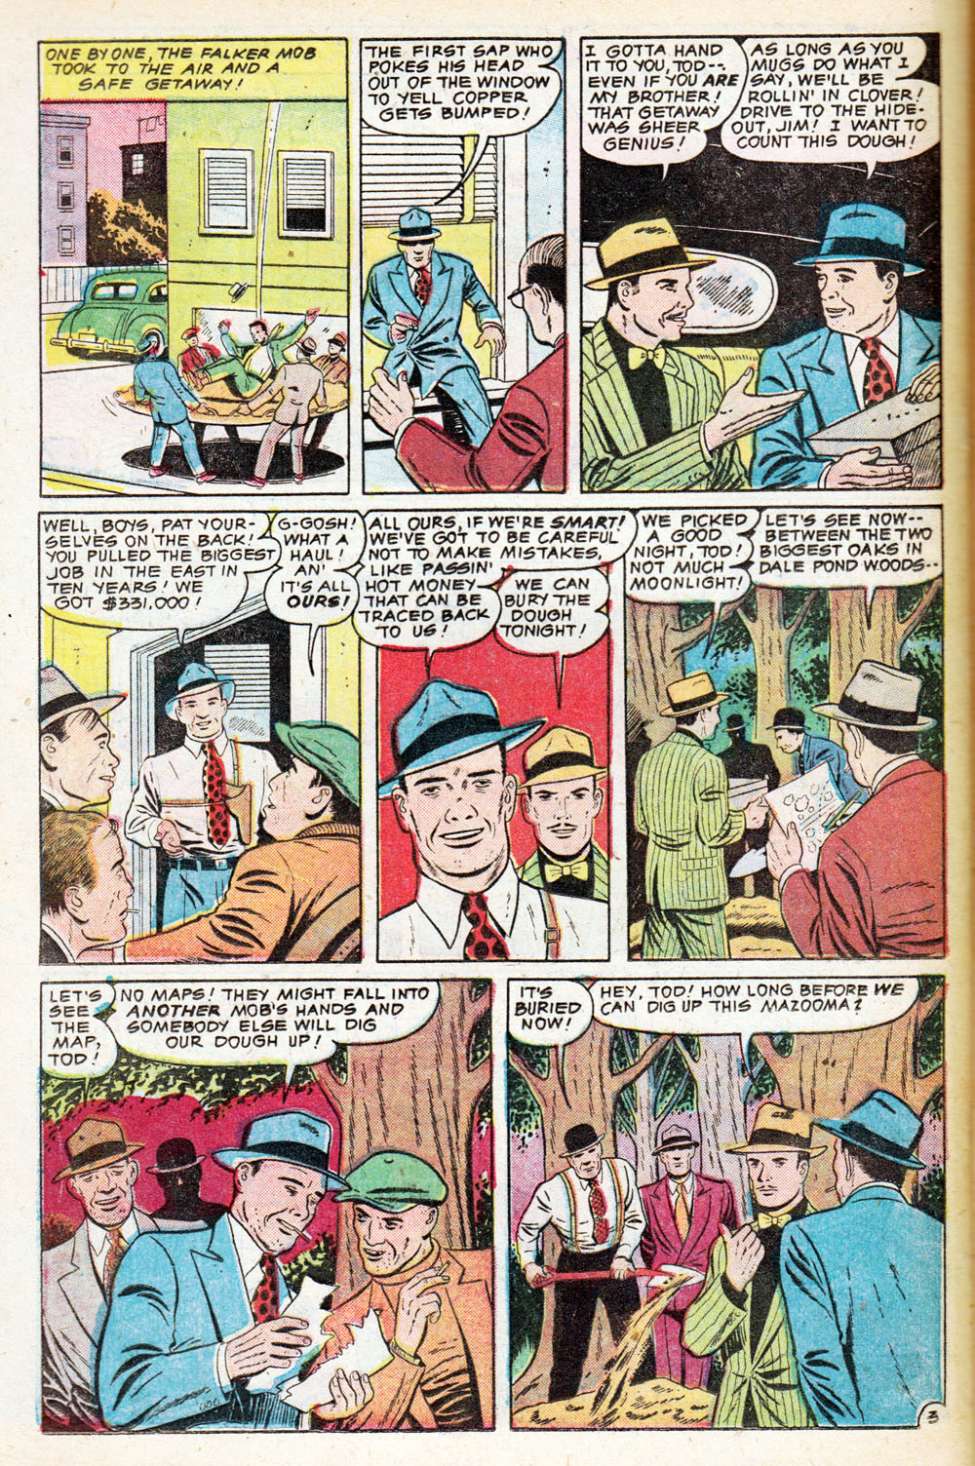 ONE BY ONE, THE FALKER MOB
TOOK TO THE AIR AND A
SAFE GETAWAY!
THE FIRST SAP WHO
POKES HIS HEAD
OUT OF THE WINDOW
TO YELL COPPER
GETS BUMPED!
I GOTTA HAND
IT TO YOU, TOD--
EVEN IF YOU ARE
MY BROTHER!
THAT GETAWAY
WAS SHEER
GENIUS!
AS LONG AS YOU
MUGS DO WHAT I
SAY, WE'LL BE
ROLLIN' IN CLOVER!
DRIVE TO THE HIDE-
OUT, JIM! I WANT TO
COUNT THIS DOUGH!
WELL, BOYS, PAT YOUR-
SELVES ON THE BACK!
YOU PULLED THE BIGGEST
JOB IN THE EAST IN
TEN YEARS! WE
GOT $331,000!
G-GOSH!
WHAT A
HAUL!
AN'
IT'S ALL
OURS!
ALL OURS, IF WE'RE SMART!
WE'VE GOT TO BE CAREFUL
NOT TO MAKE MISTAKES,
LIKE PASSIN'
HOT MONEY
THAT CAN BE
TRACED BACK
TO US!
WE CAN
BURY THE
DOUGH
TONIGHT!
WE PICKED
A GOOD
NIGHT, TOD!
NOT MUCH
MOONLIGHT!
LET'S SEE NOW--
BETWEEN THE TWO
BIGGEST OAKS IN
DALE POND WOODS--
LET'S
SEE
THE
MAP,
TOD!
NO MAPS! THEY MIGHT FALL INTO
ANOTHER MOB'S HANDS AND
SOMEBODY ELSE WILL DIG
OUR DOUGH UP!
IT'S
BURIED
NOW!
HEY, TOD! HOW LONG BEFORE WE
CAN DIG UP THIS MAZOOMA?
3